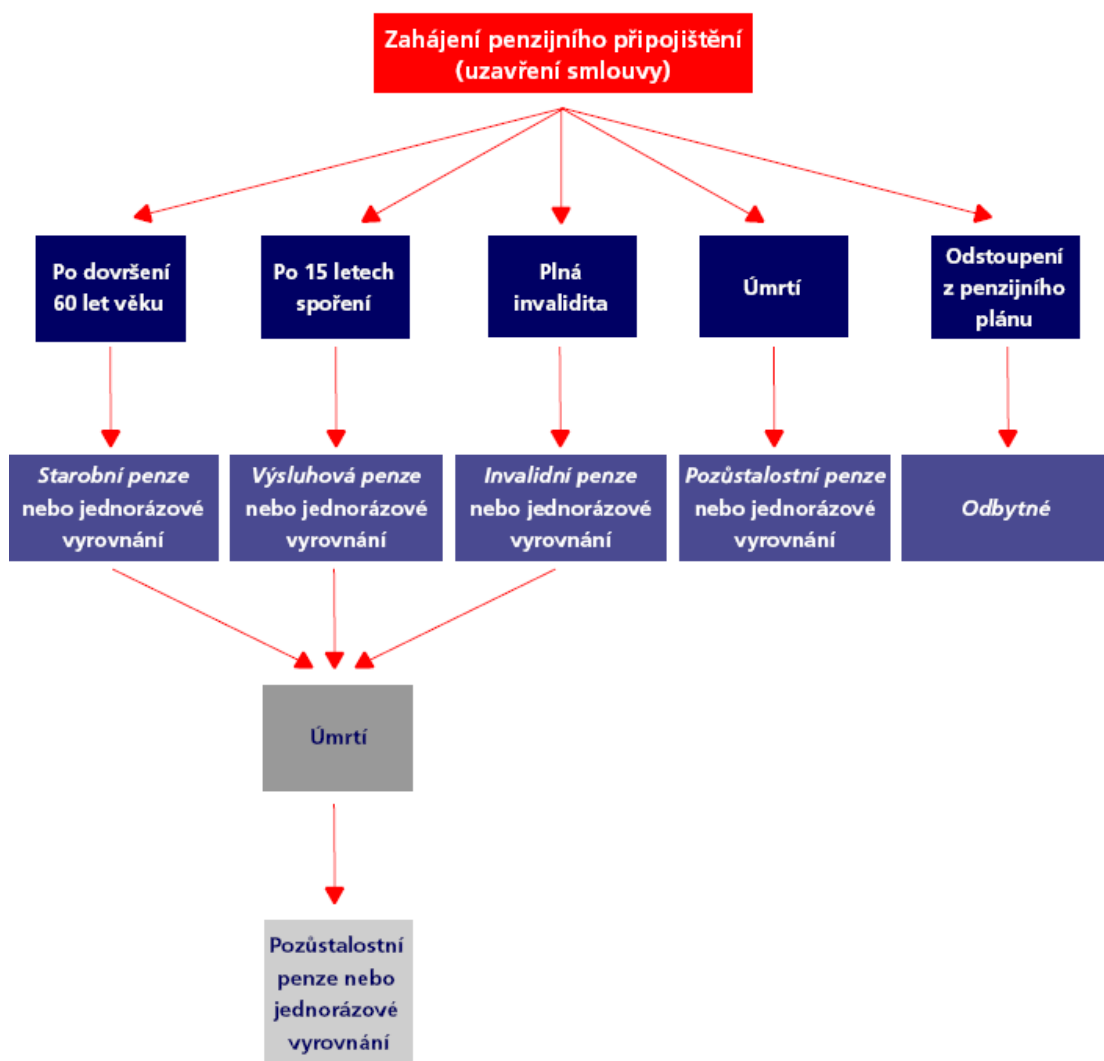 Zahájení penzijního připojištění
(uzavření smlouvy)
Po dovršení
60 let věku
Po 15 letech
spoření
Plná
invalidita
Úmrtí
Odstoupení
z penzijního
plánu
Starobní penze
nebo jednorázové
vyrovnání
Výsluhová penze
nebo jednorázové
vyrovnání
Invalidní penze
nebo jednorázové
vyrovnání
Pozůstalostní penze
nebo jednorázové
vyrovnání
Odbytné
Úmrtí
Pozůstalostní
penze nebo
jednorázové
vyrovnání